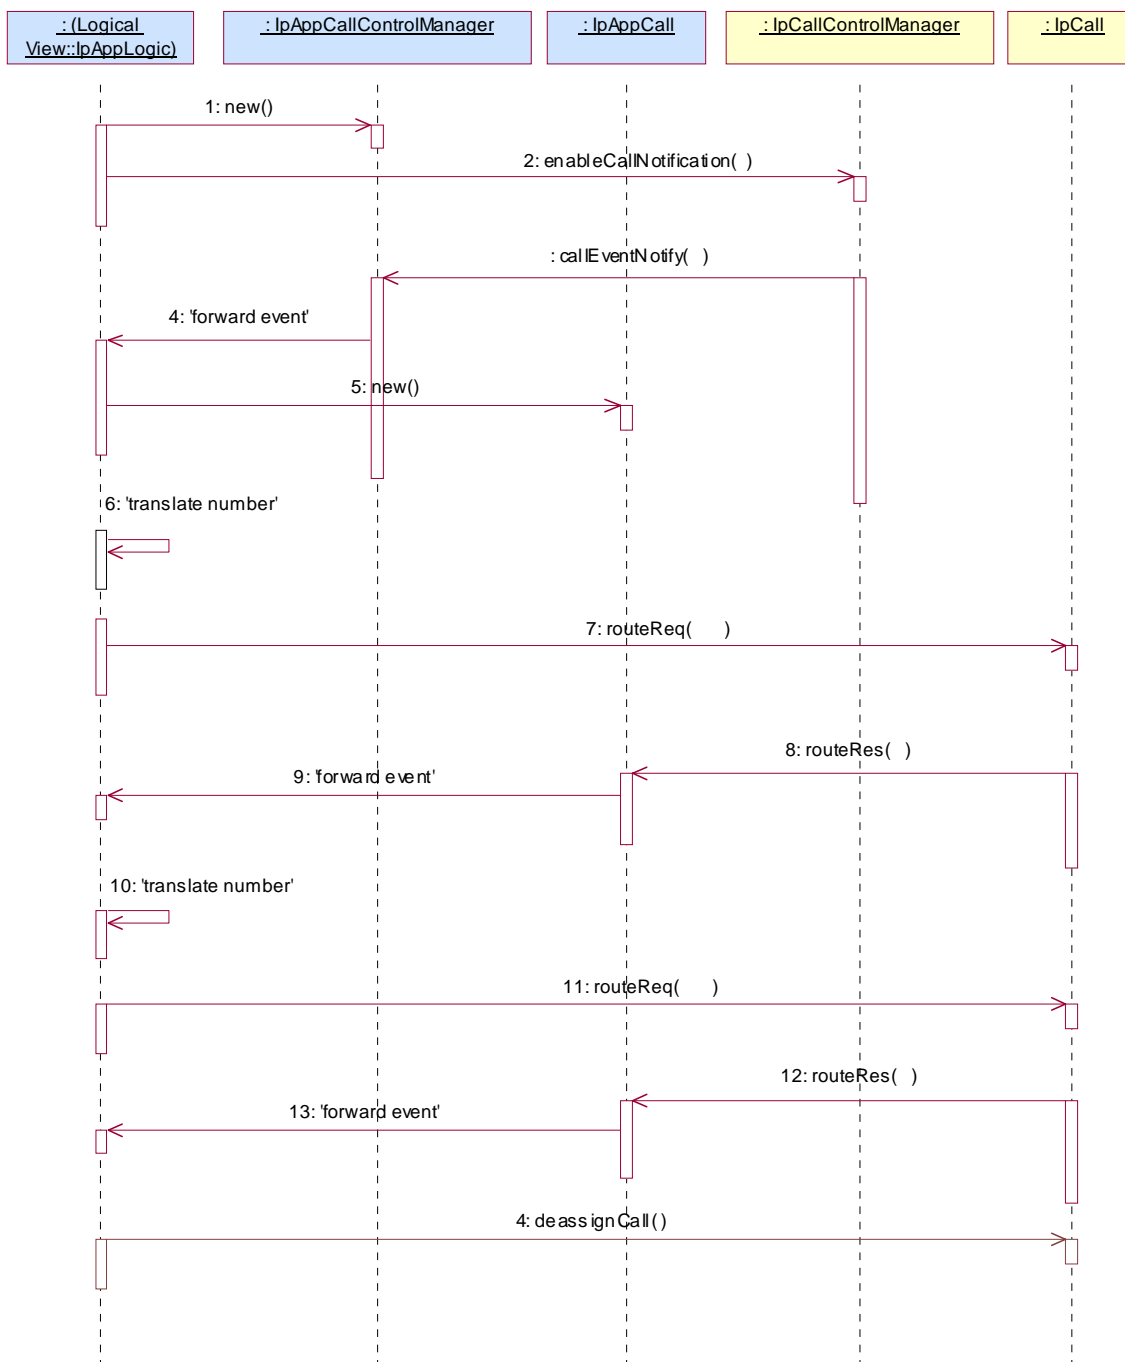 : (Logical
View::IpAppLogic)
: IpAppCallControlManager
: IpAppCall
: IpCallControlManager
: IpCall
1: new()
2: enableCallNotification( )
: callEventNotify( )
4: 'forward event'
5: new()
6: 'translate number'
7: routeReq( )
8: routeRes( )
9: 'forward event'
10: 'translate number'
11: routeReq( )
12: routeRes( )
13: 'forward event'
4: deassignCall()